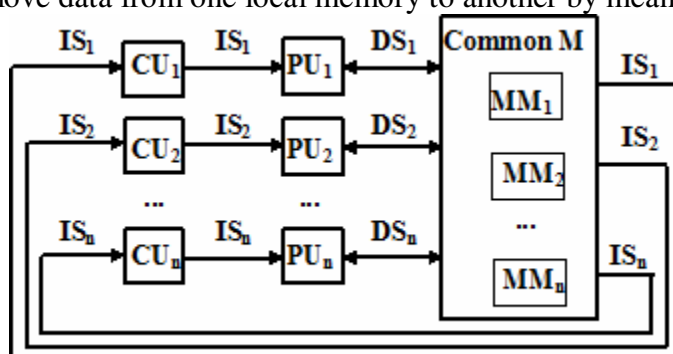 ove data from one local memory to another by mean
IS₁ IS₁ DS₁ Common M IS₁
CU₁ PU₁
MM₁
IS₂ IS₂ DS₂ IS₂
CU₂ PU₂
MM₂
... ... ...
ISₙ ISₙ DSₙ ISₙ
CUₙ PUₙ
MMₙ